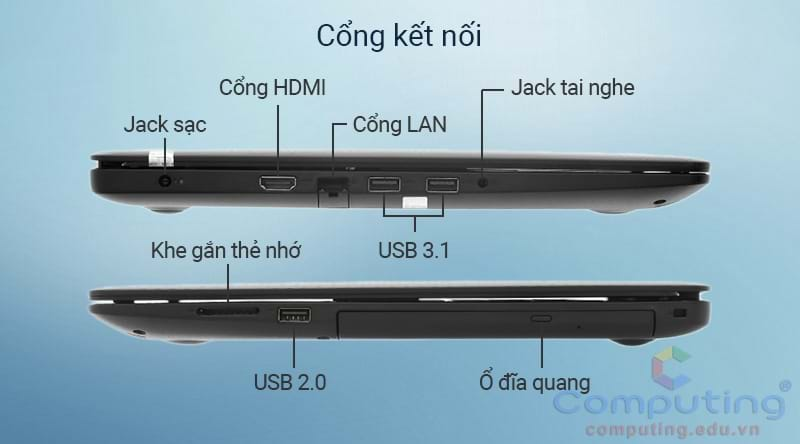 Cổng kết nối
Cổng HDMI
Jack tai nghe
Jack sạc
Cổng LAN
USB 3.1
Khe gắn thẻ nhớ
USB 2.0
Ổ đĩa quang
Computing®
computing.edu.vn